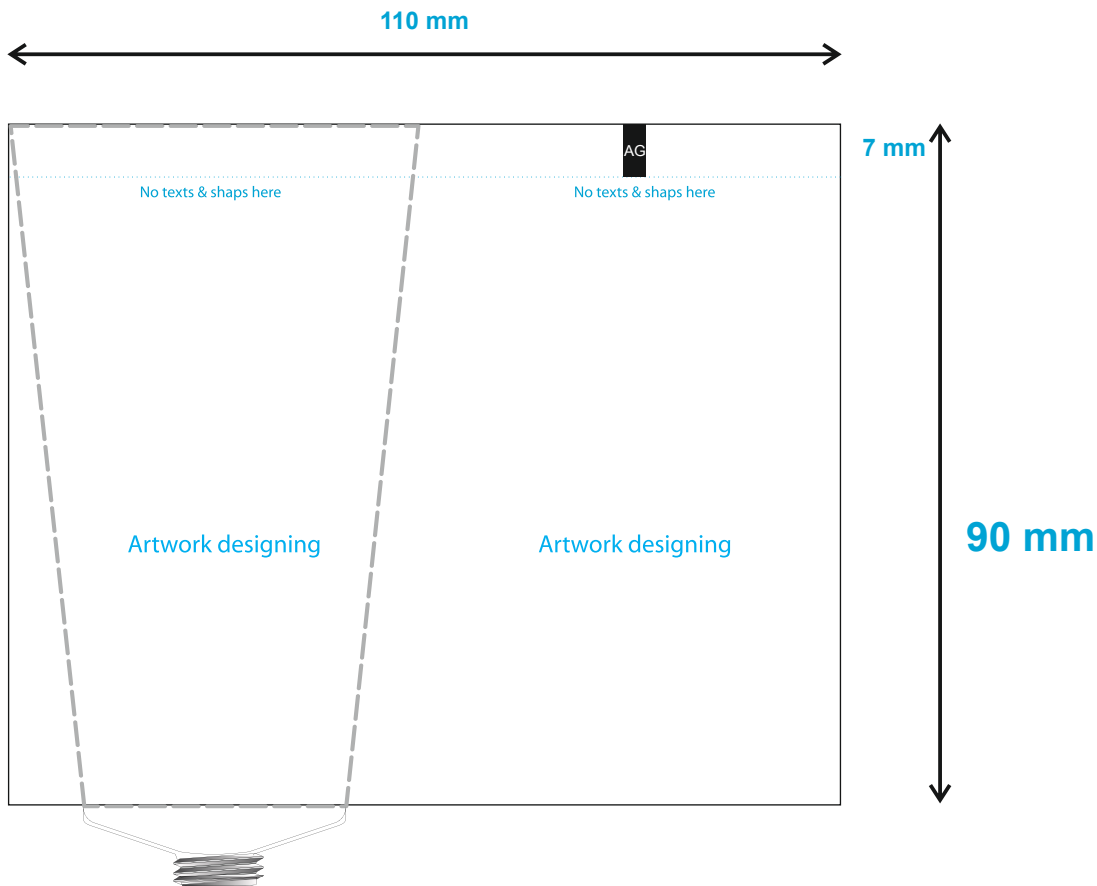 110 mm
AG
7 mm
No texts & shaps here
No texts & shaps here
Artwork designing
Artwork designing
90 mm